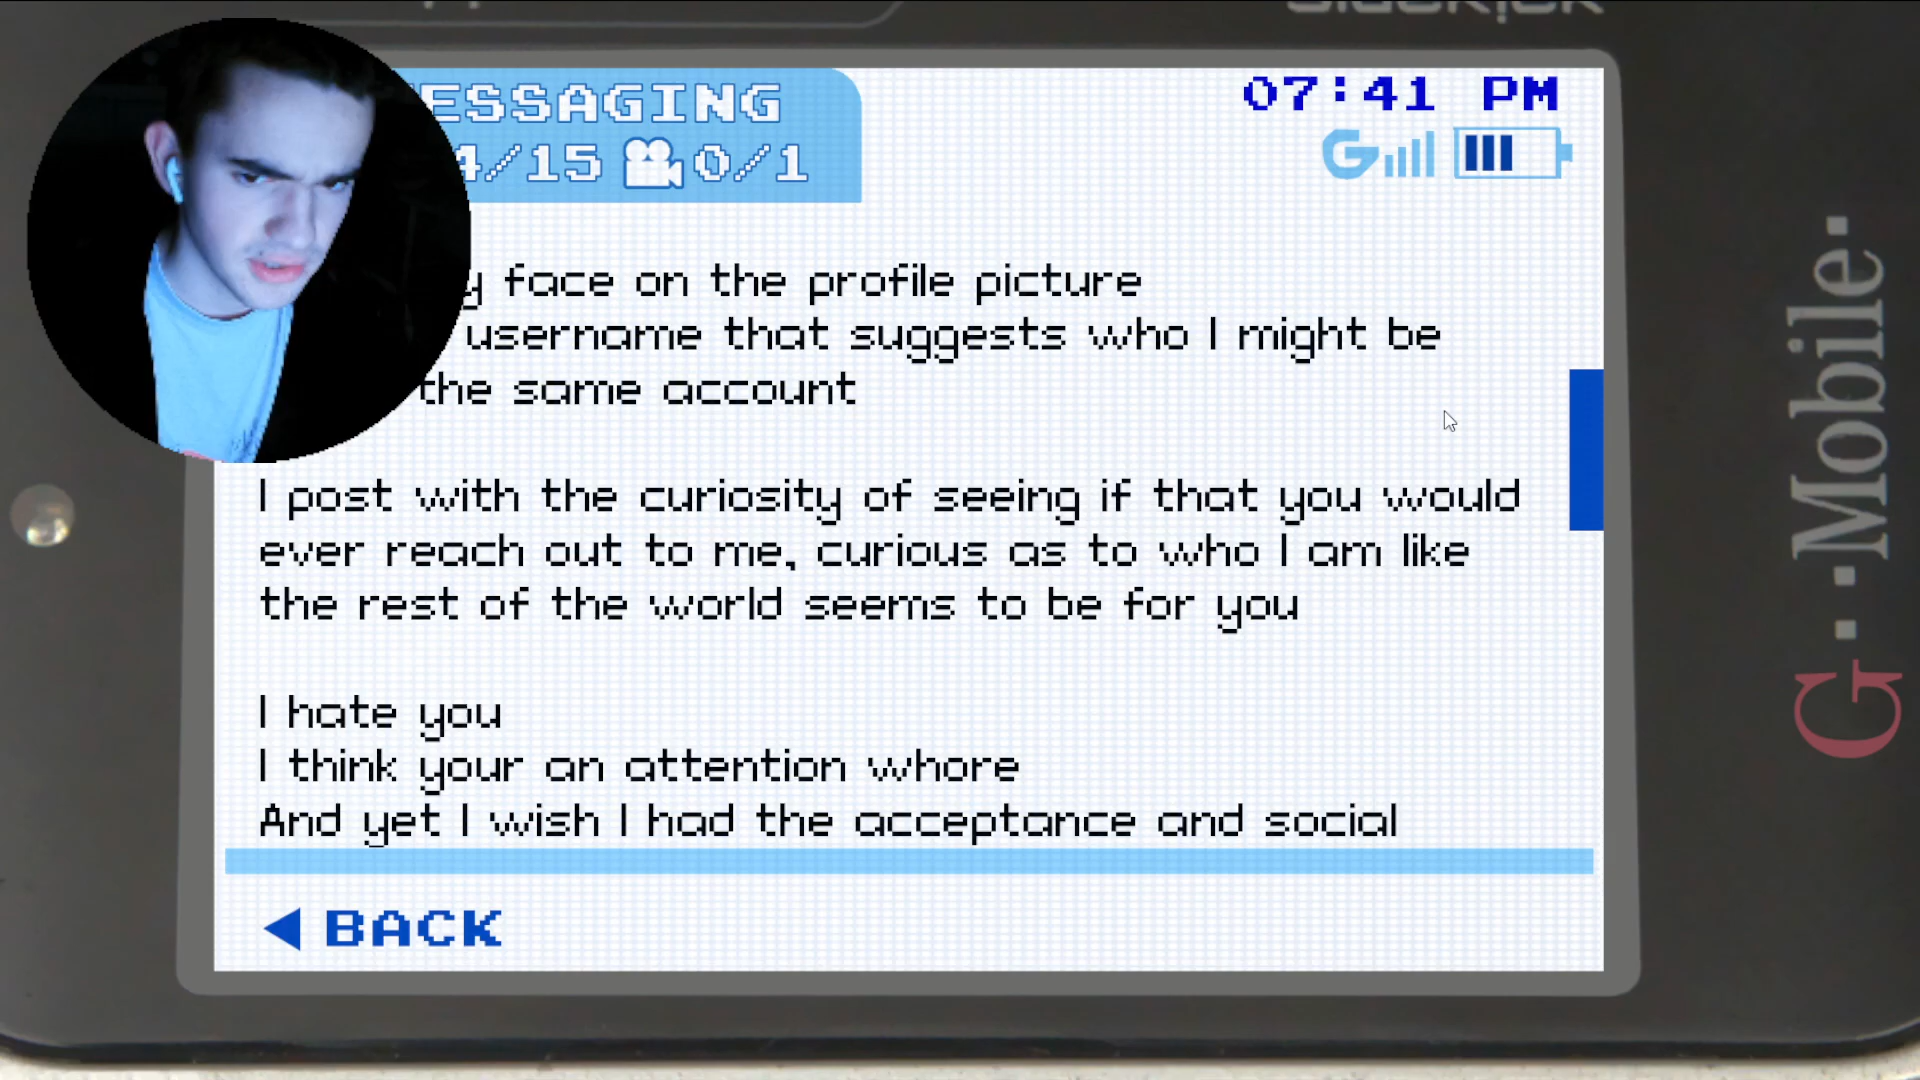 SIDEKICK
ESSAGING
07:41 PM
4/15 0/1
G
face on the profile picture
username that suggests who I might be
the same account
I post with the curiosity of seeing if that you would
ever reach out to me, curious as to who I am like
the rest of the world seems to be for you
I hate you
I think your an attention whore
And yet I wish I had the acceptance and social
BACK
G··Mobile·